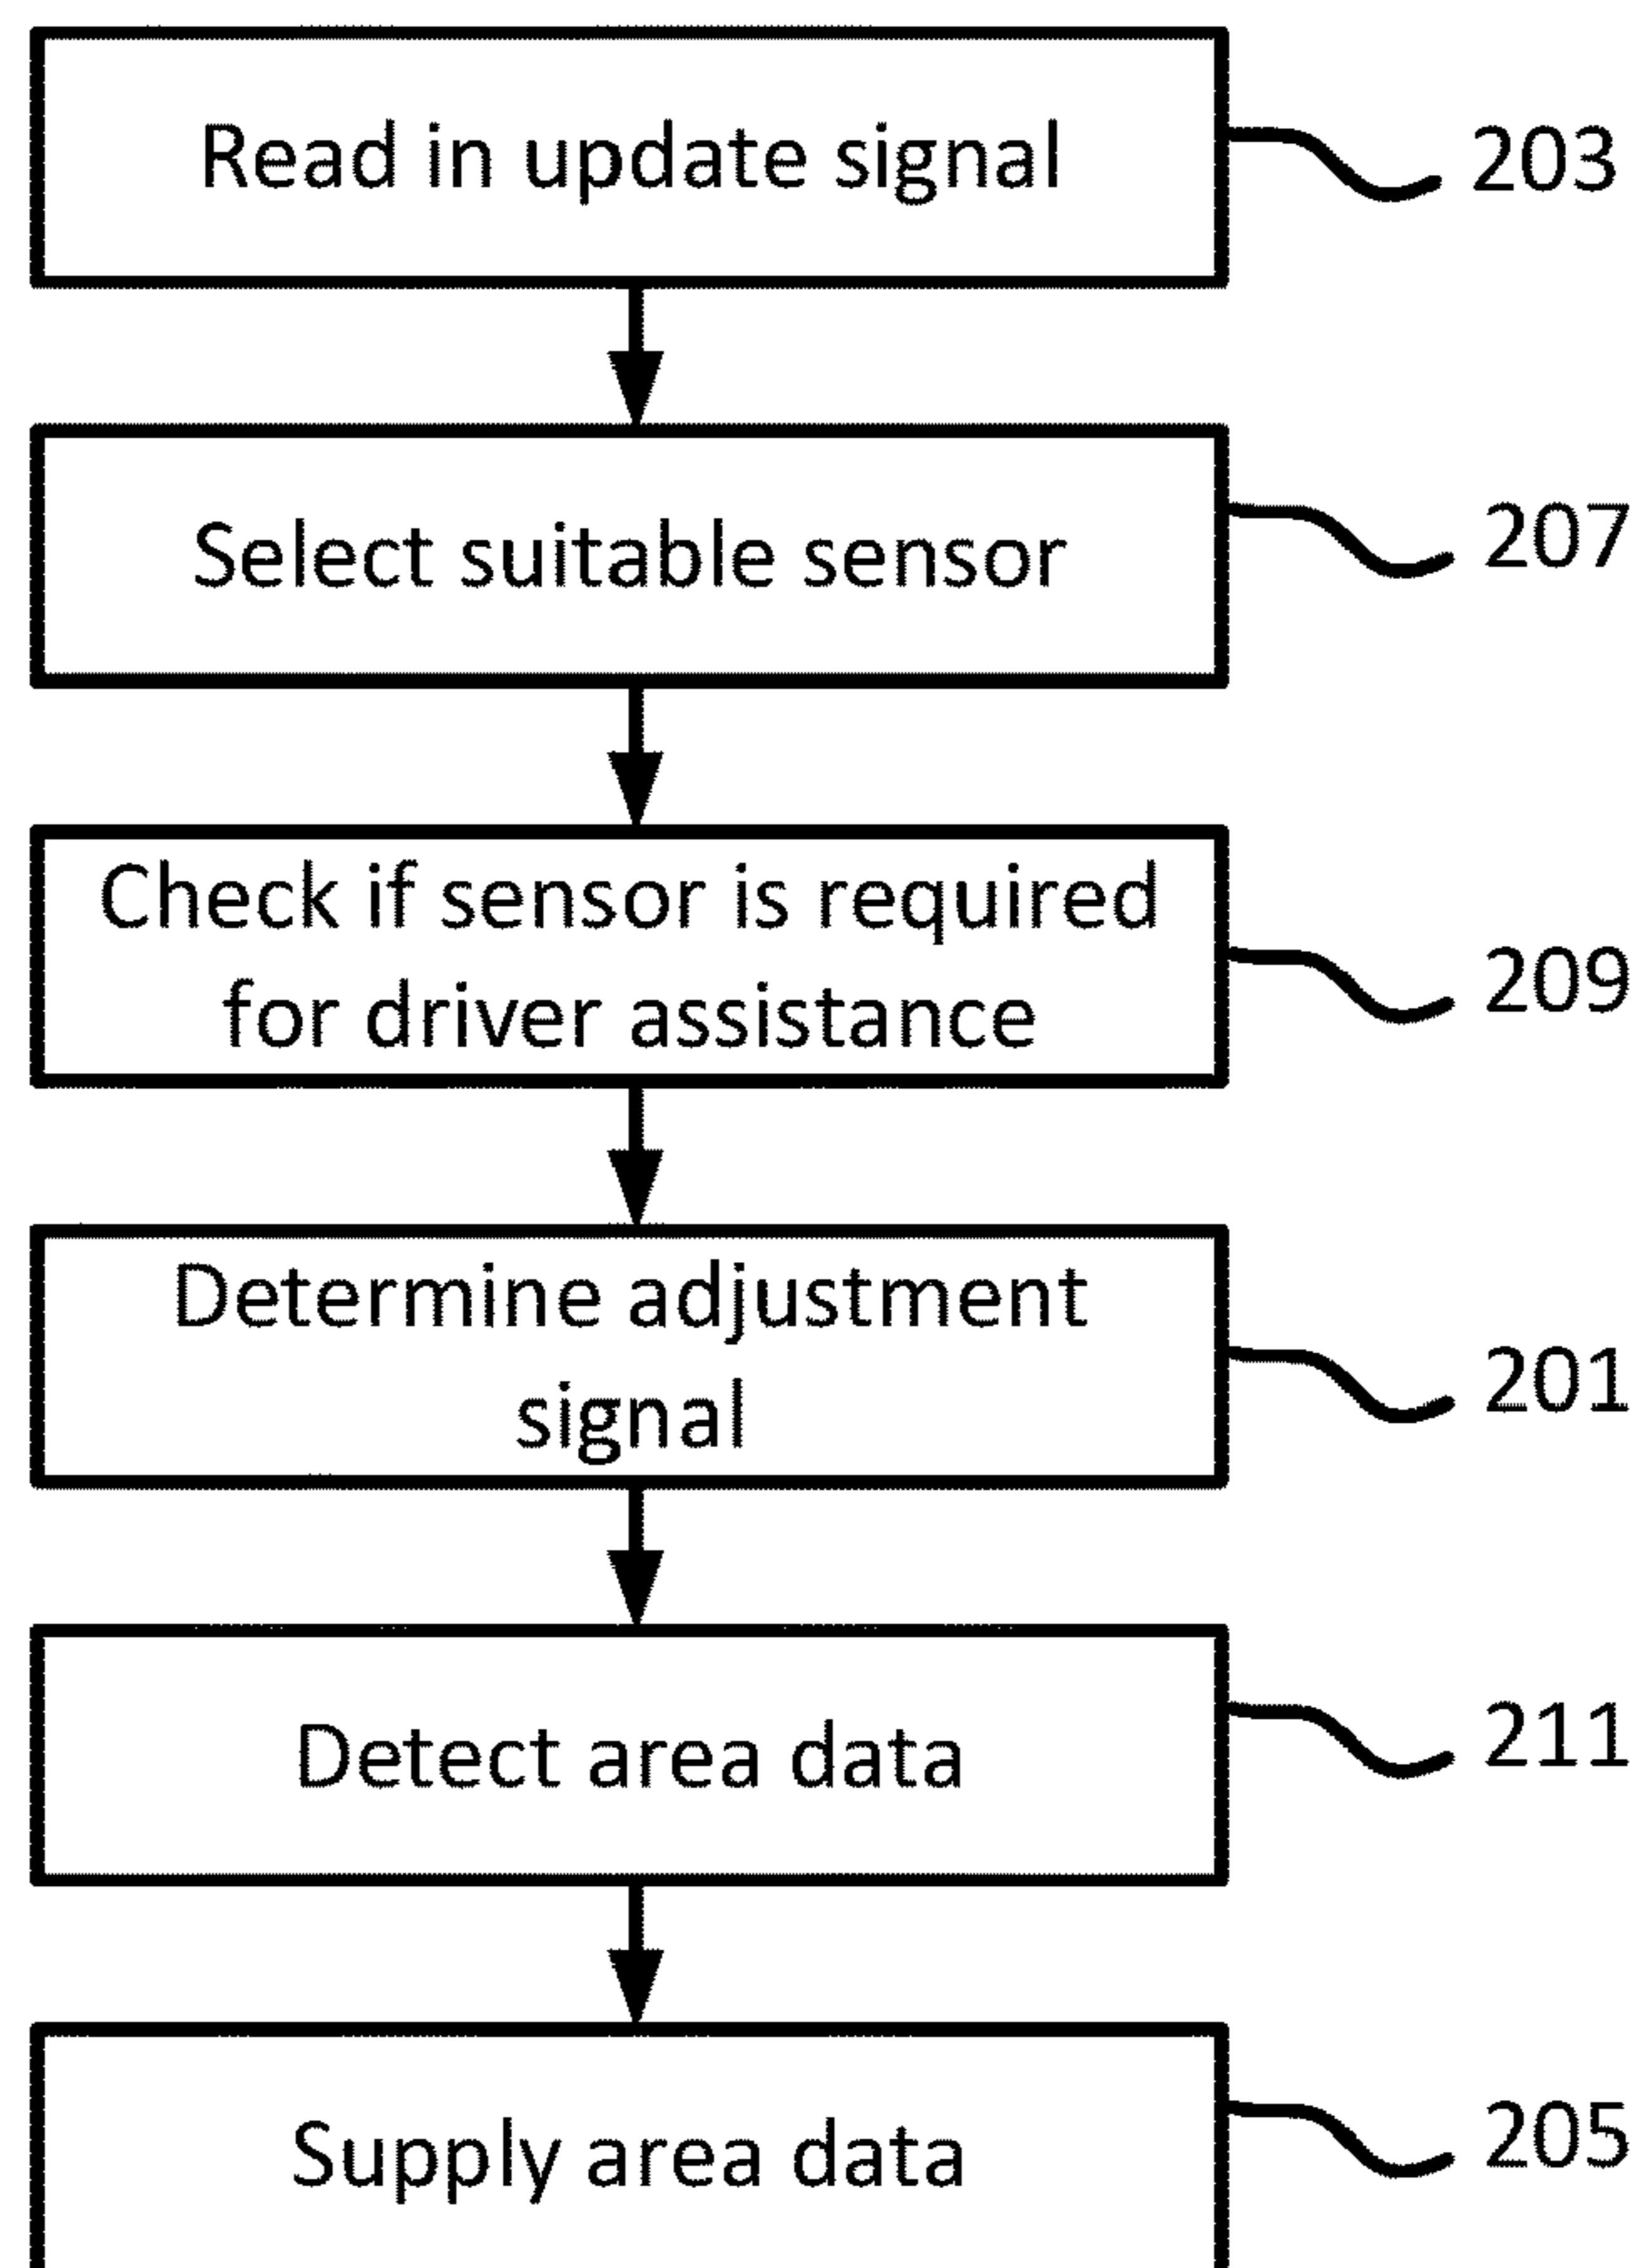 Read in update signal
203
Select suitable sensor
207
Check if sensor is required
for driver assistance
209
Determine adjustment
signal
201
Detect area data
211
Supply area data
205